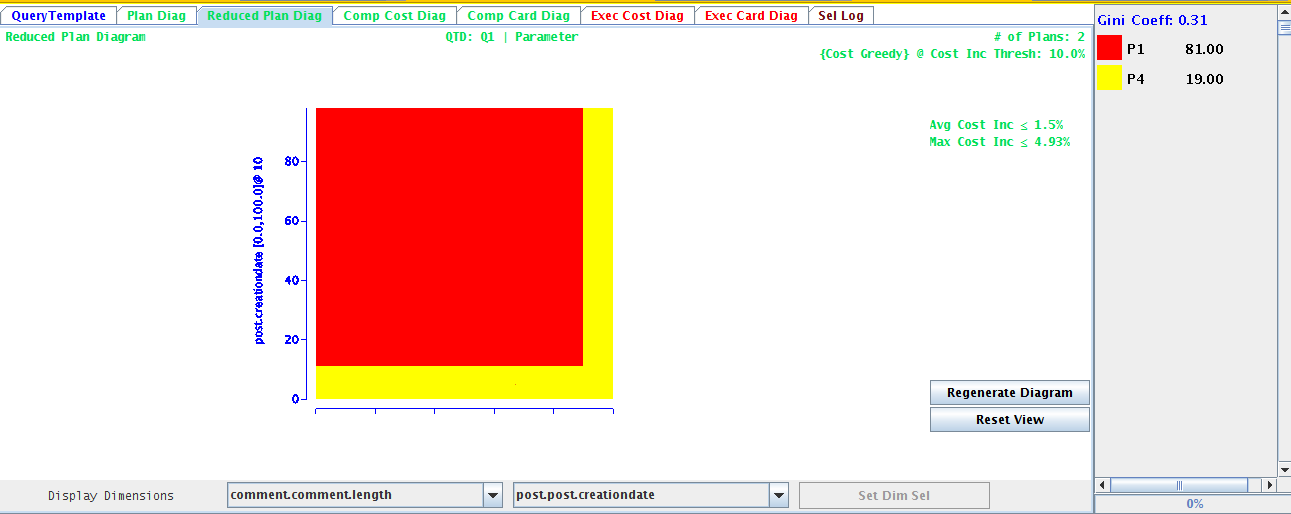 QueryTemplate Plan Diag Reduced Plan Diag Comp Cost Diag Comp Card Diag Exec Cost Diag Exec Card Diag Sel Log
Reduced Plan Diagram QTD: Q1 | Parameter # of Plans: 2
{Cost Greedy} @ Cost Inc Thresh: 10.0%
Avg Cost Inc ≤ 1.5%
Max Cost Inc ≤ 4.93%
post.creationdate [0.0,100.0]@ 10
80
60
40
20
0
Regenerate Diagram
Reset View
Display Dimensions comment.comment.length post.post.creationdate Set Dim Sel
Gini Coeff: 0.31
P1 81.00
P4 19.00
0%